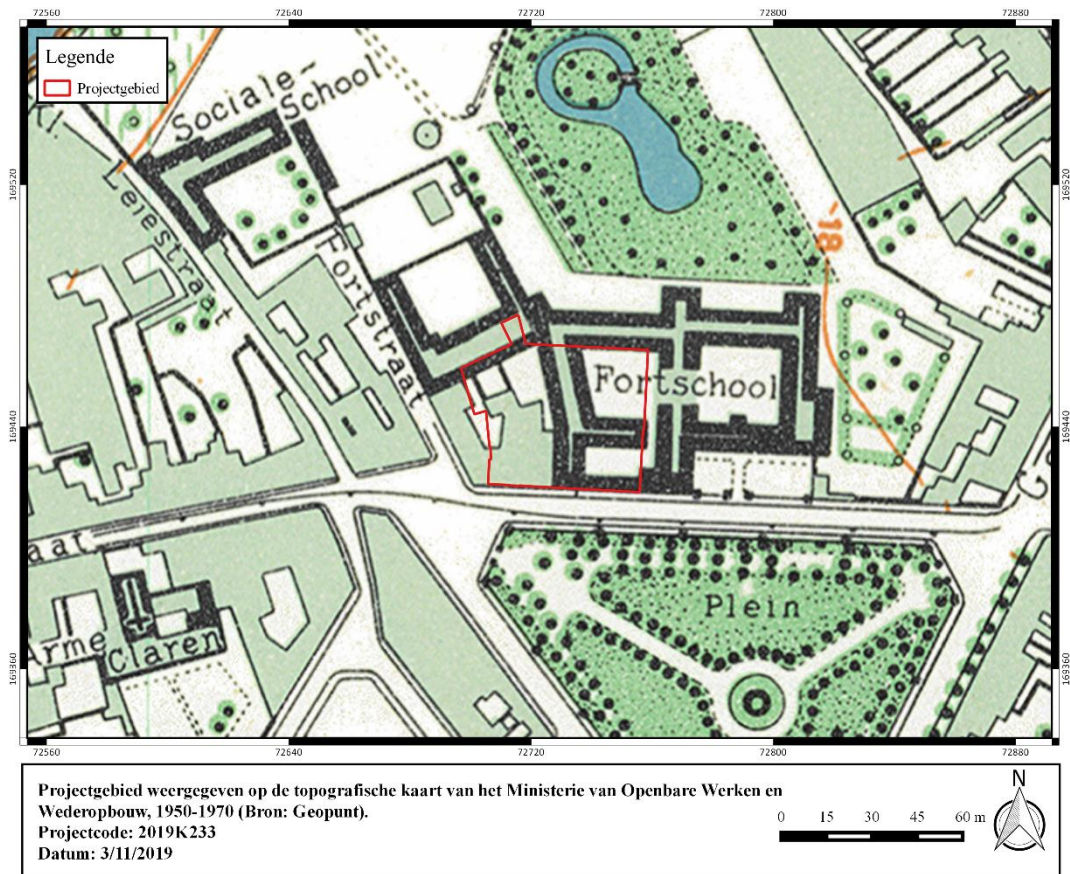 72560 72640 72720 72800 72880
Legende
Projectgebied
Sociale-
School
Leiestraat
169520
169520
Fortstraat
-18
Fortschool
169440
169440
aat
Plein
Arme
Claren
169360
169360
72560 72640 72720 72800 72880
Projectgebied weergegeven op de topografische kaart van het Ministerie van Openbare Werken en
Wederopbouw, 1950-1970 (Bron: Geopunt).
Projectcode: 2019K233
Datum: 3/11/2019
0 15 30 45 60 m
N